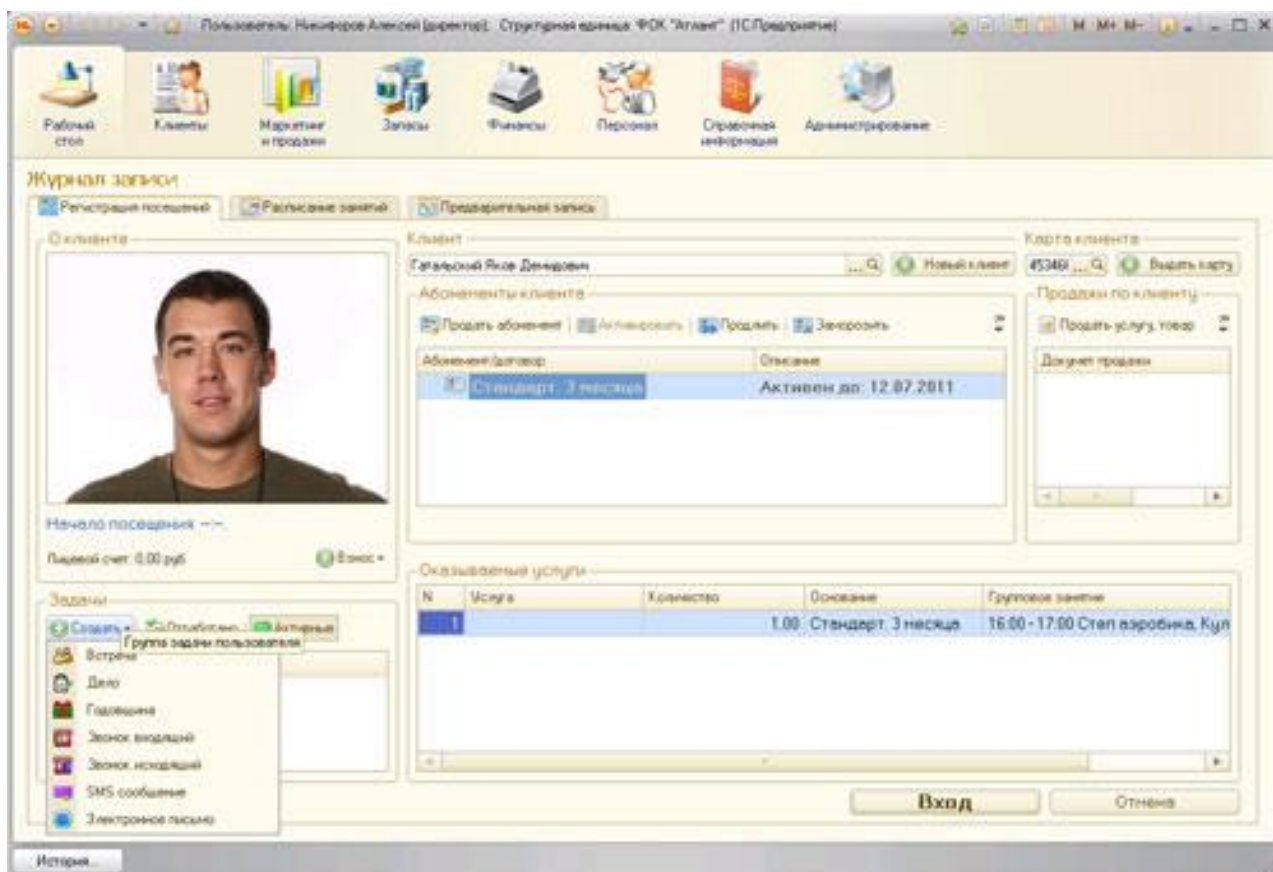 Пользователь: Никифоров Алексей (директор); Структурная единица: ФОК "Атлант" (1С:Предприятие)
M M+ M-
Рабочий стол
Клиенты
Маркетинг и продажи
Запасы
Финансы
Персонал
Справочная информация
Администрирование
Журнал записи
Регистрация посещений
Расписание занятий
Предварительная запись
О клиенте
Клиент
Карта клиента
Гатальский Яков Демидович
... Новый клиент
45346 ... Выдать карту
Абонементы клиента
Продажи по клиенту
Продать абонемент
Активировать
Продлить
Заморозить
Продать услугу, товар
Абонемент/договор
Описание
Документ продажи
Стандарт. 3 месяца
Активен до: 12.07.2011
Начало посещения --:--
Лицевой счет: 0,00 руб
Взнос
Оказываемые услуги
N
Услуга
Количество
Основание
Групповое занятие
1
1,00
Стандарт. 3 месяца
16:00 - 17:00 Степ аэробика, Кул
Задачи
Создать
Отработано
Активные
Группа задачи пользователя
Встреча
Дело
Годовщина
Звонок входящий
Звонок исходящий
SMS сообщение
Электронное письмо
Вход
Отмена
История...